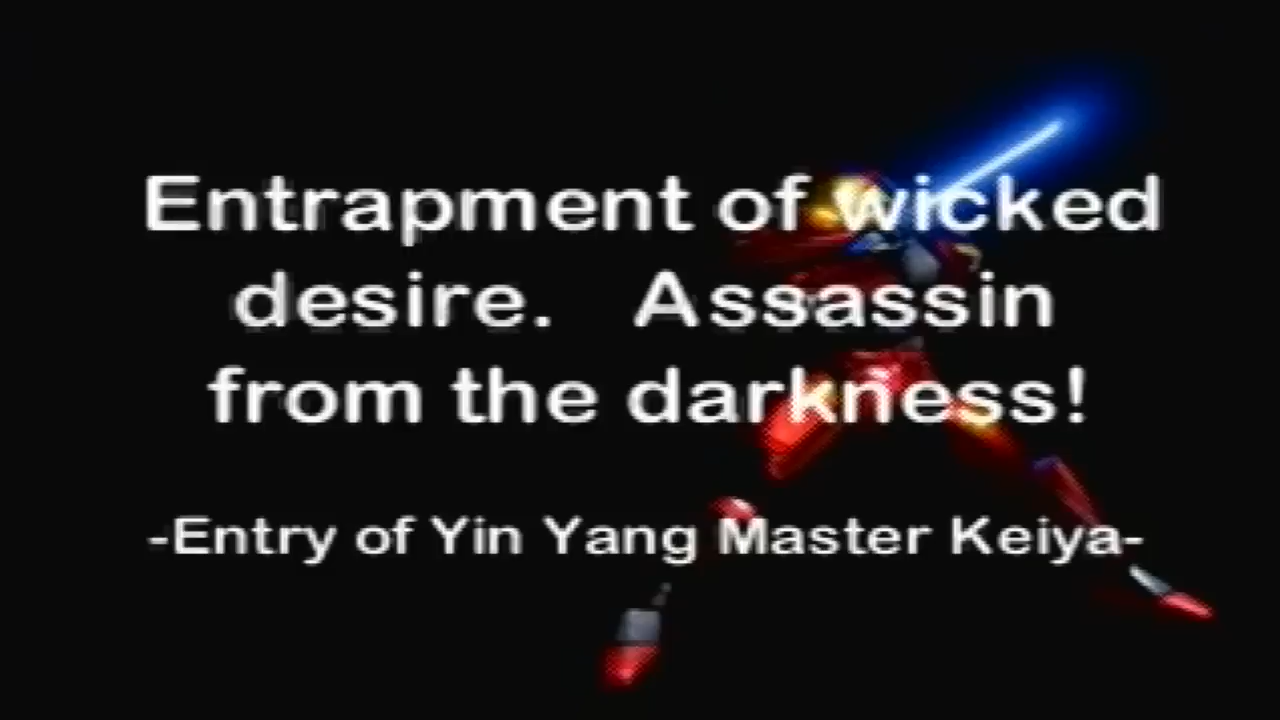 Entrapment of wicked
desire. Assassin
from the darkness!
-Entry of Yin Yang Master Keiya-